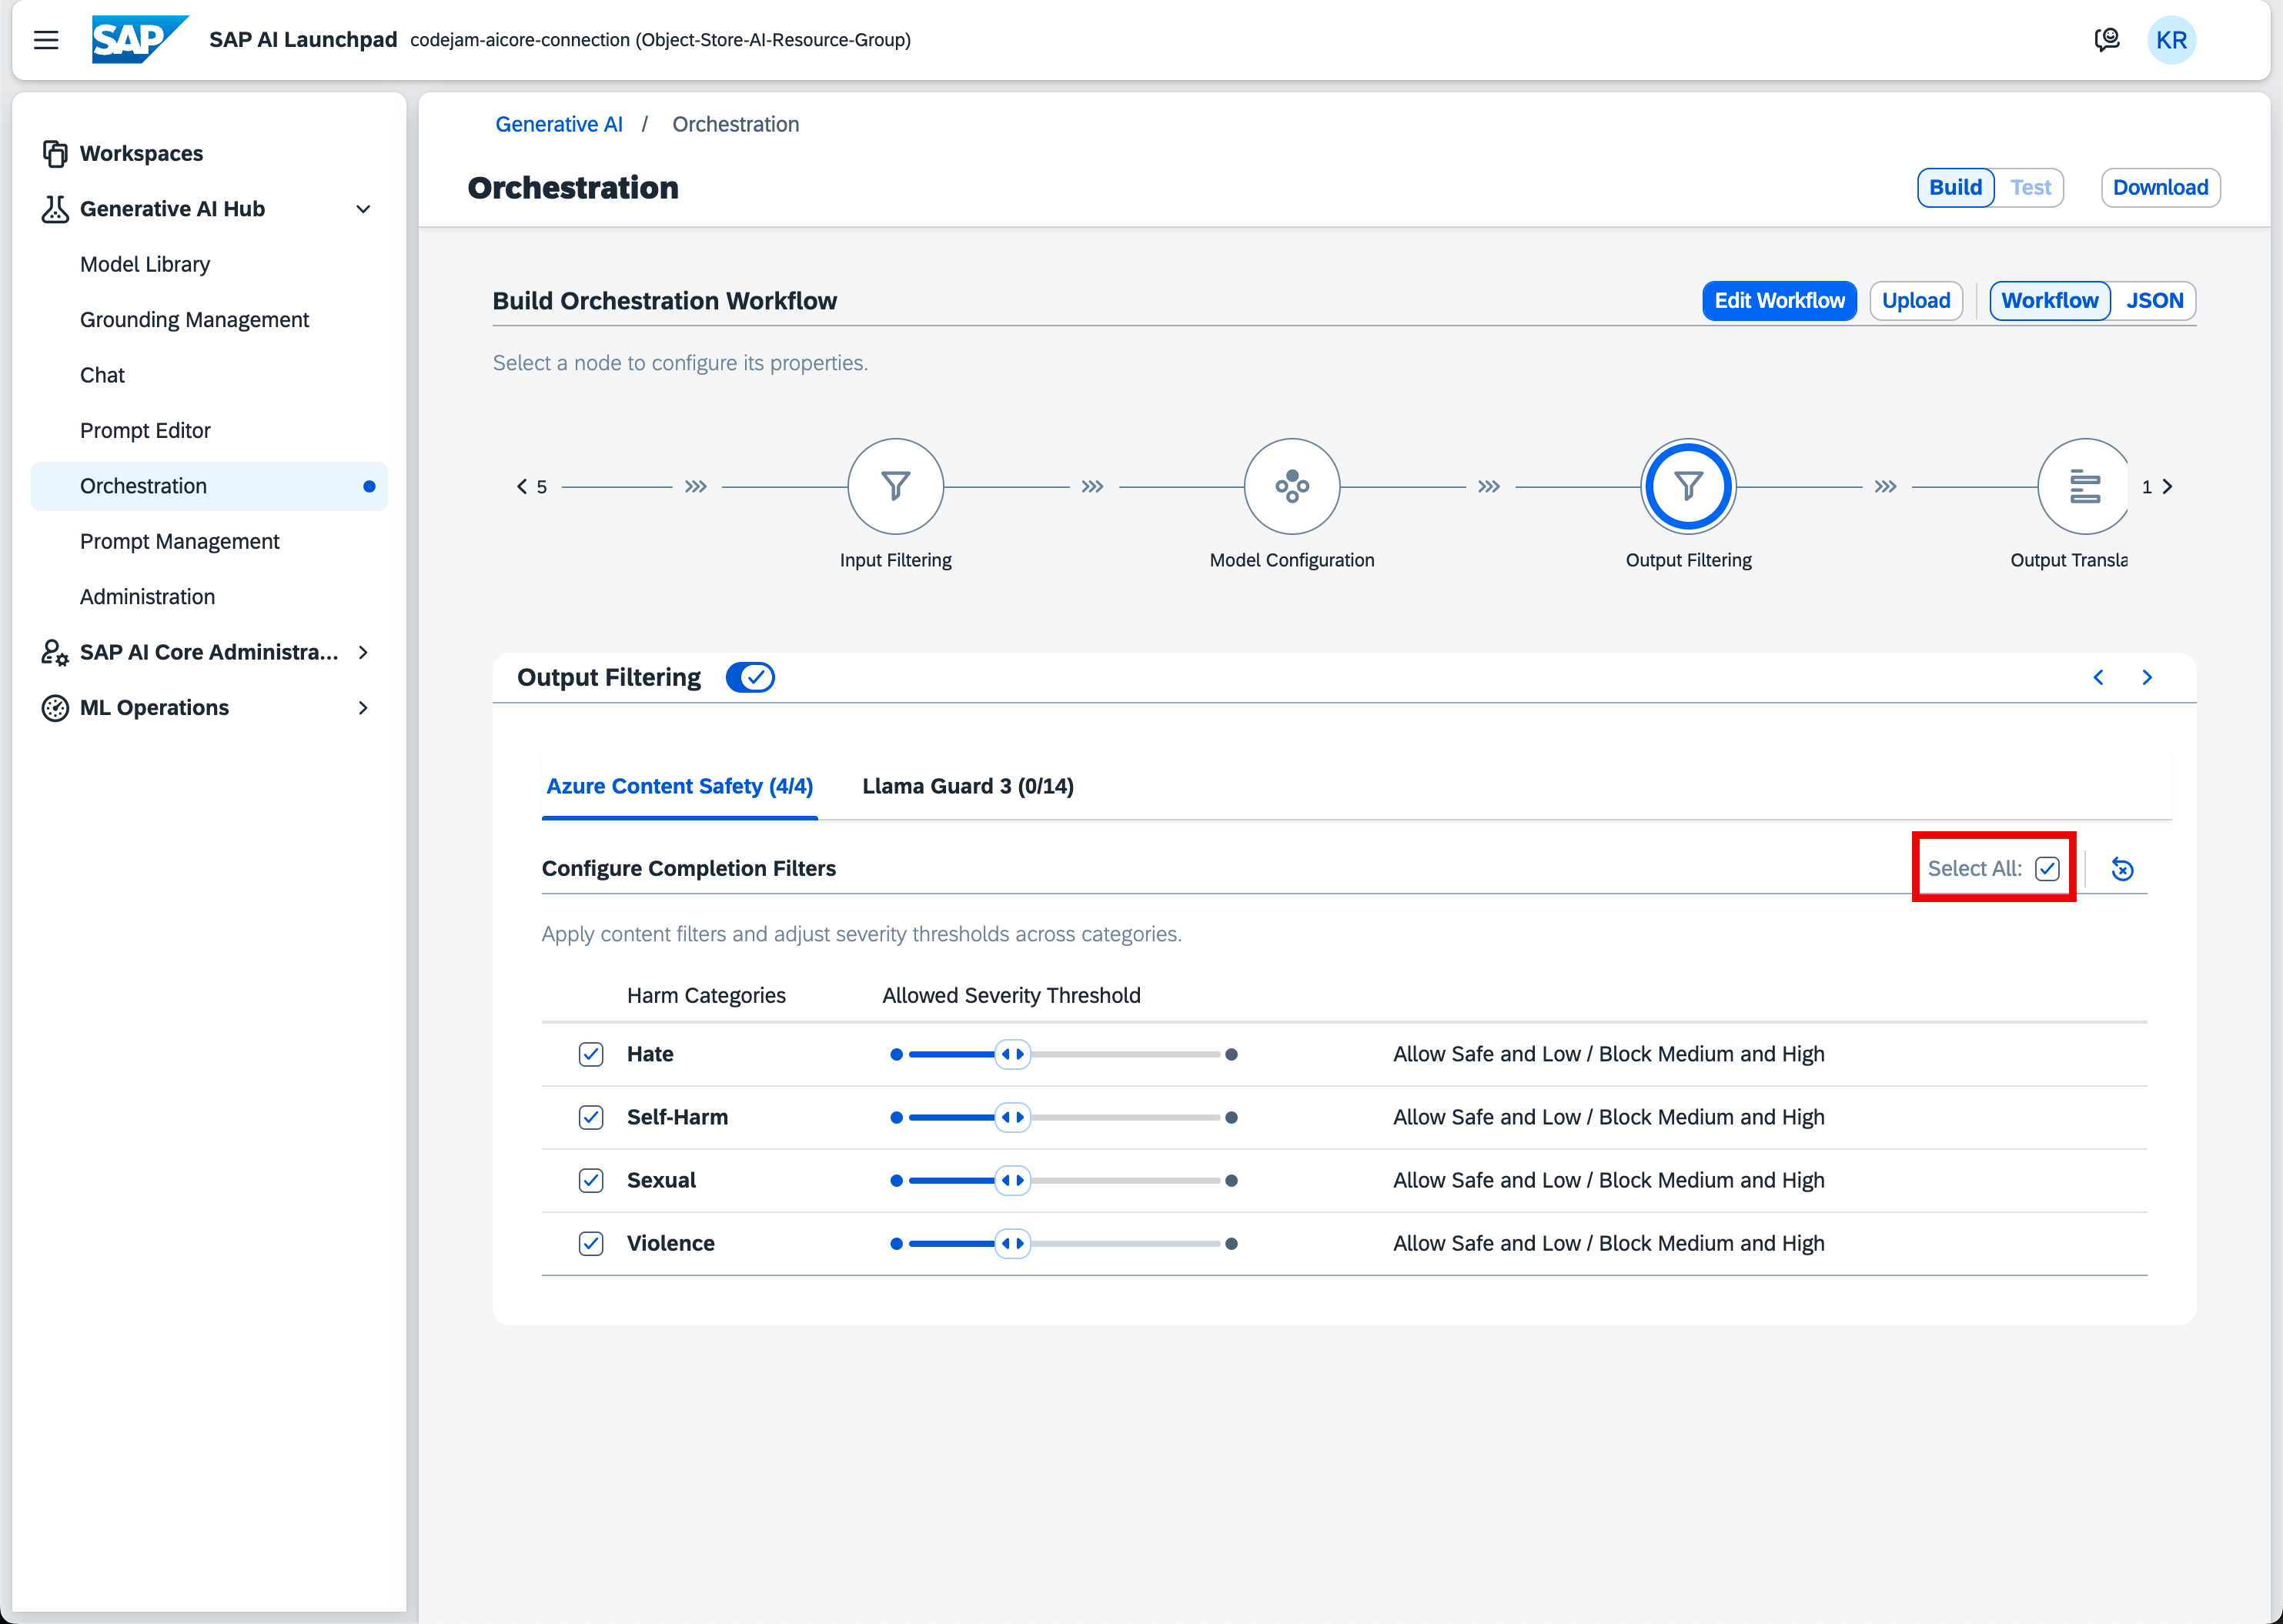 SAP SAP AI Launchpad codejam-aicore-connection (Object-Store-AI-Resource-Group) KR
Workspaces
Generative AI Hub
Model Library
Grounding Management
Chat
Prompt Editor
Orchestration
Prompt Management
Administration
SAP AI Core Administra...
ML Operations
Generative AI / Orchestration
Orchestration Build Test Download
Build Orchestration Workflow Edit Workflow Upload Workflow JSON
Select a node to configure its properties.
5 1
Input Filtering Model Configuration Output Filtering Output Transla
Output Filtering
Azure Content Safety (4/4) Llama Guard 3 (0/14)
Configure Completion Filters Select All:
Apply content filters and adjust severity thresholds across categories.
Harm Categories Allowed Severity Threshold
Hate Allow Safe and Low / Block Medium and High
Self-Harm Allow Safe and Low / Block Medium and High
Sexual Allow Safe and Low / Block Medium and High
Violence Allow Safe and Low / Block Medium and High